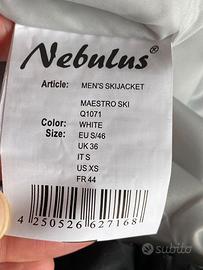 Nebulus®
Article: MEN'S SKIJACKET
MAESTRO SKI
Q1071
Color: WHITE
Size: EU S/46
UK 36
IT S
US XS
FR 44
4 250526 627168
subito